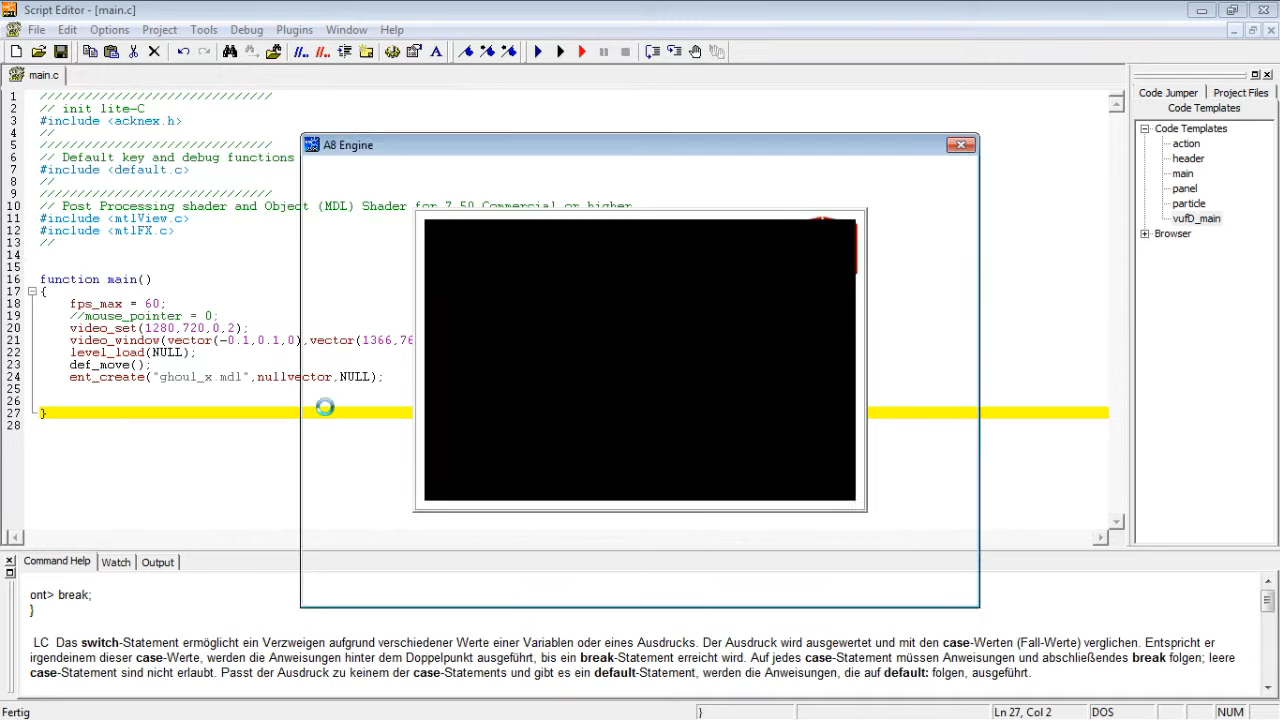 Script Editor - [main.c]
File Edit Options Project Tools Debug Plugins Window Help
main.c
Code Jumper Project Files
Code Templates
Code Templates
action
header
main
panel
particle
vufD_main
Browser
1 ////////////////////////////////
2 // init lite-C
3 #include <acknex.h>
4 //
5 ////////////////////////////////
6 // Default key and debug functions
7 #include <default.c>
8 //
9 ////////////////////////////////
10 // Post Processing shader and Object (MDL) Shader for 7.50 Commercial or higher
11 #include <mtlView.c>
12 #include <mtlFX.c>
13 //
14
15
16 function main()
17 {
18 fps_max = 60;
19 //mouse_pointer = 0;
20 video_set(1280,720,0,2);
21 video_window(vector(-0.1,0.1,0),vector(1366,76
22 level_load(NULL);
23 def_move();
24 ent_create("ghoul_x.mdl",nullvector,NULL);
25
26
27 }
28
A8 Engine
Command Help Watch Output
ont> break;
}
LC Das switch-Statement ermöglicht ein Verzweigen aufgrund verschiedener Werte einer Variablen oder eines Ausdrucks. Der Ausdruck wird ausgewertet und mit den case-Werten (Fall-Werte) verglichen. Entspricht er
irgendeinem dieser case-Werte, werden die Anweisungen hinter dem Doppelpunkt ausgeführt, bis ein break-Statement erreicht wird. Auf jedes case-Statement müssen Anweisungen und abschließendes break folgen; leere
case-Statement sind nicht erlaubt. Passt der Ausdruck zu keinem der case-Statements und gibt es ein default-Statement, werden die Anweisungen, die auf default: folgen, ausgeführt.
Fertig } Ln 27, Col 2 DOS NUM